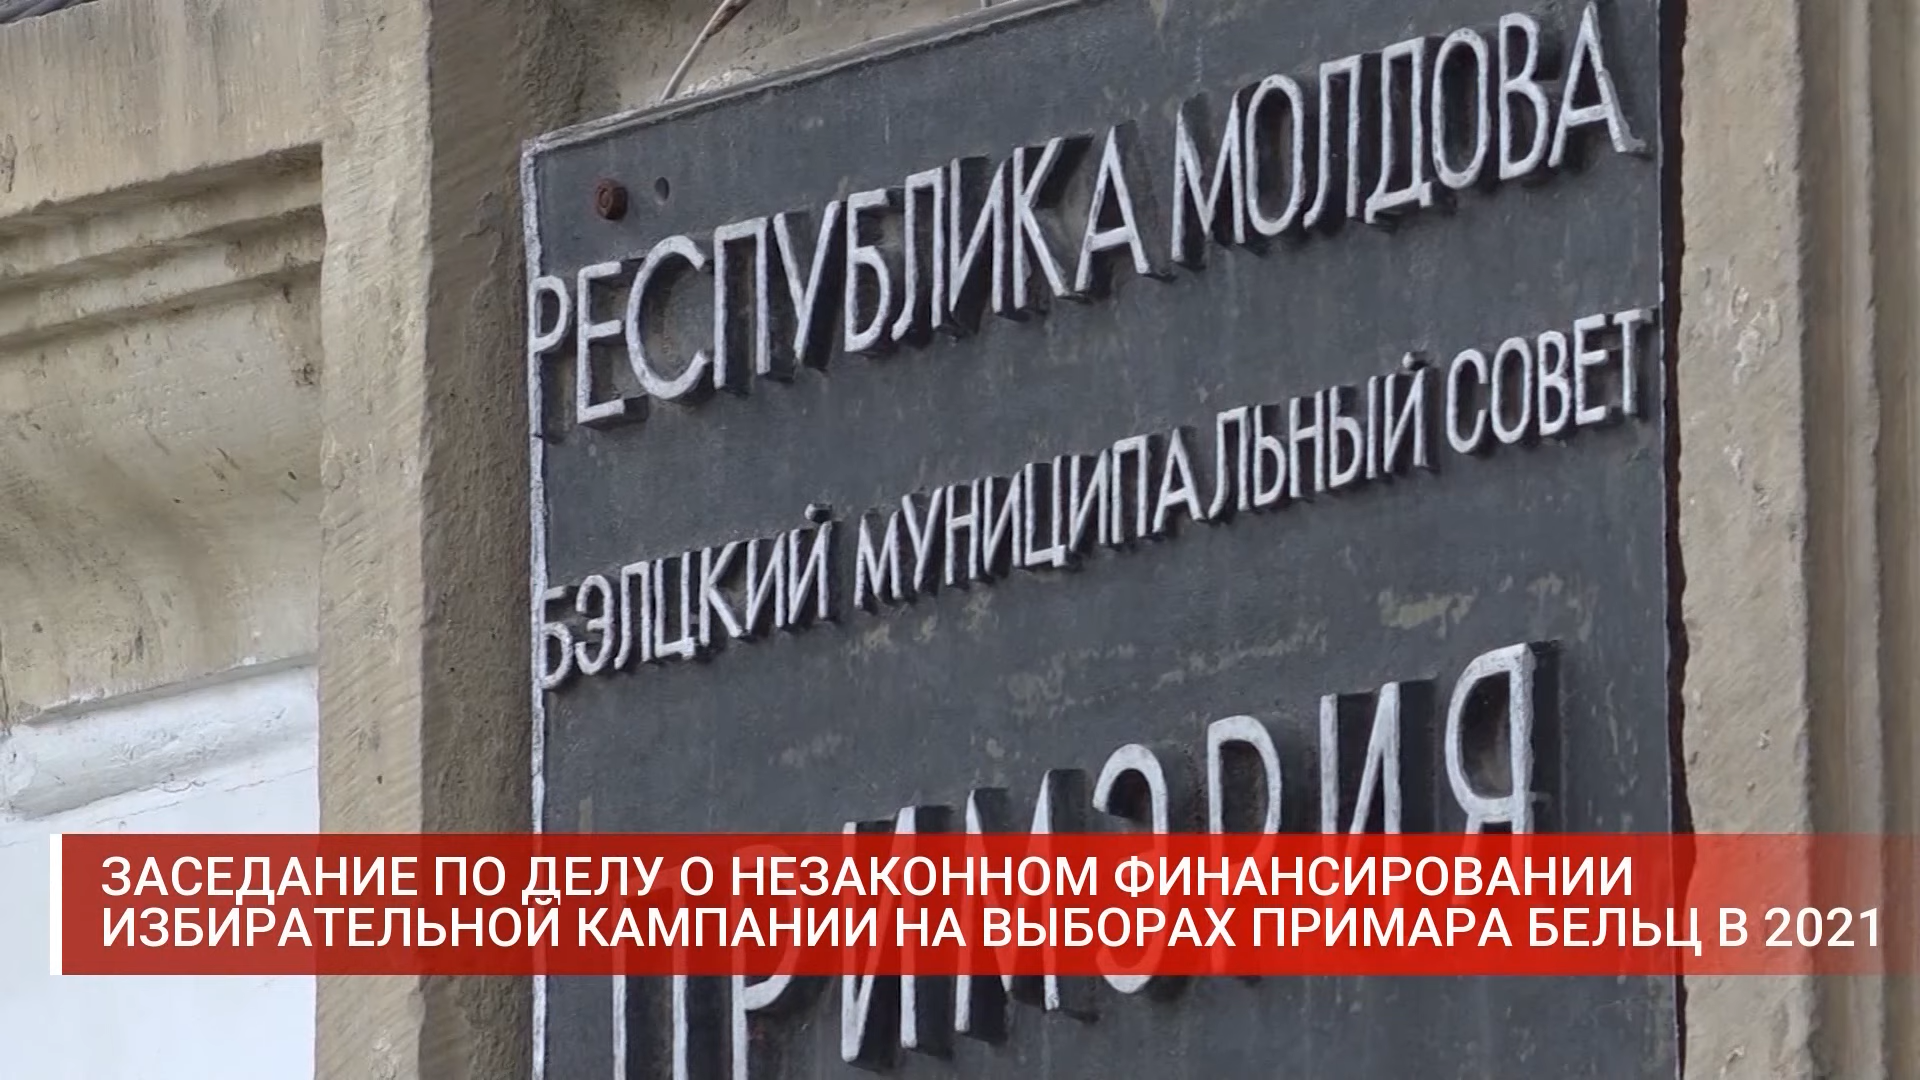 РЕСПУБЛИКА МОЛДОВА
БЭЛЦКИЙ МУНИЦИПАЛЬНЫЙ СОВЕТ
ПРИМЭРИЯ
ЗАСЕДАНИЕ ПО ДЕЛУ О НЕЗАКОННОМ ФИНАНСИРОВАНИИ
ИЗБИРАТЕЛЬНОЙ КАМПАНИИ НА ВЫБОРАХ ПРИМАРА БЕЛЬЦ В 2021